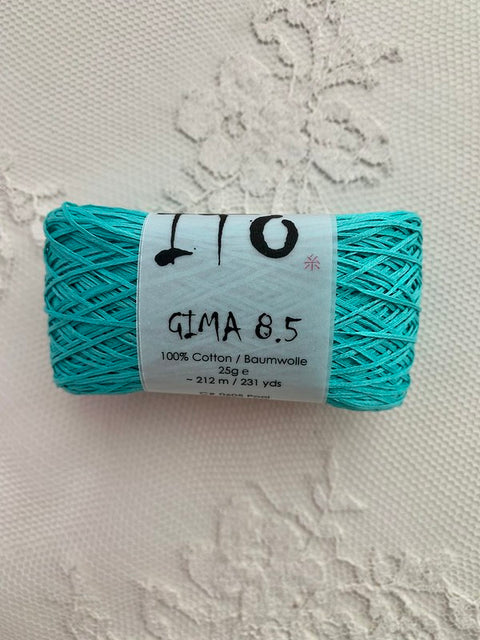 ITO
糸
GIMA 8.5
100% Cotton / Baumwolle
25g e
~ 212 m / 231 yds